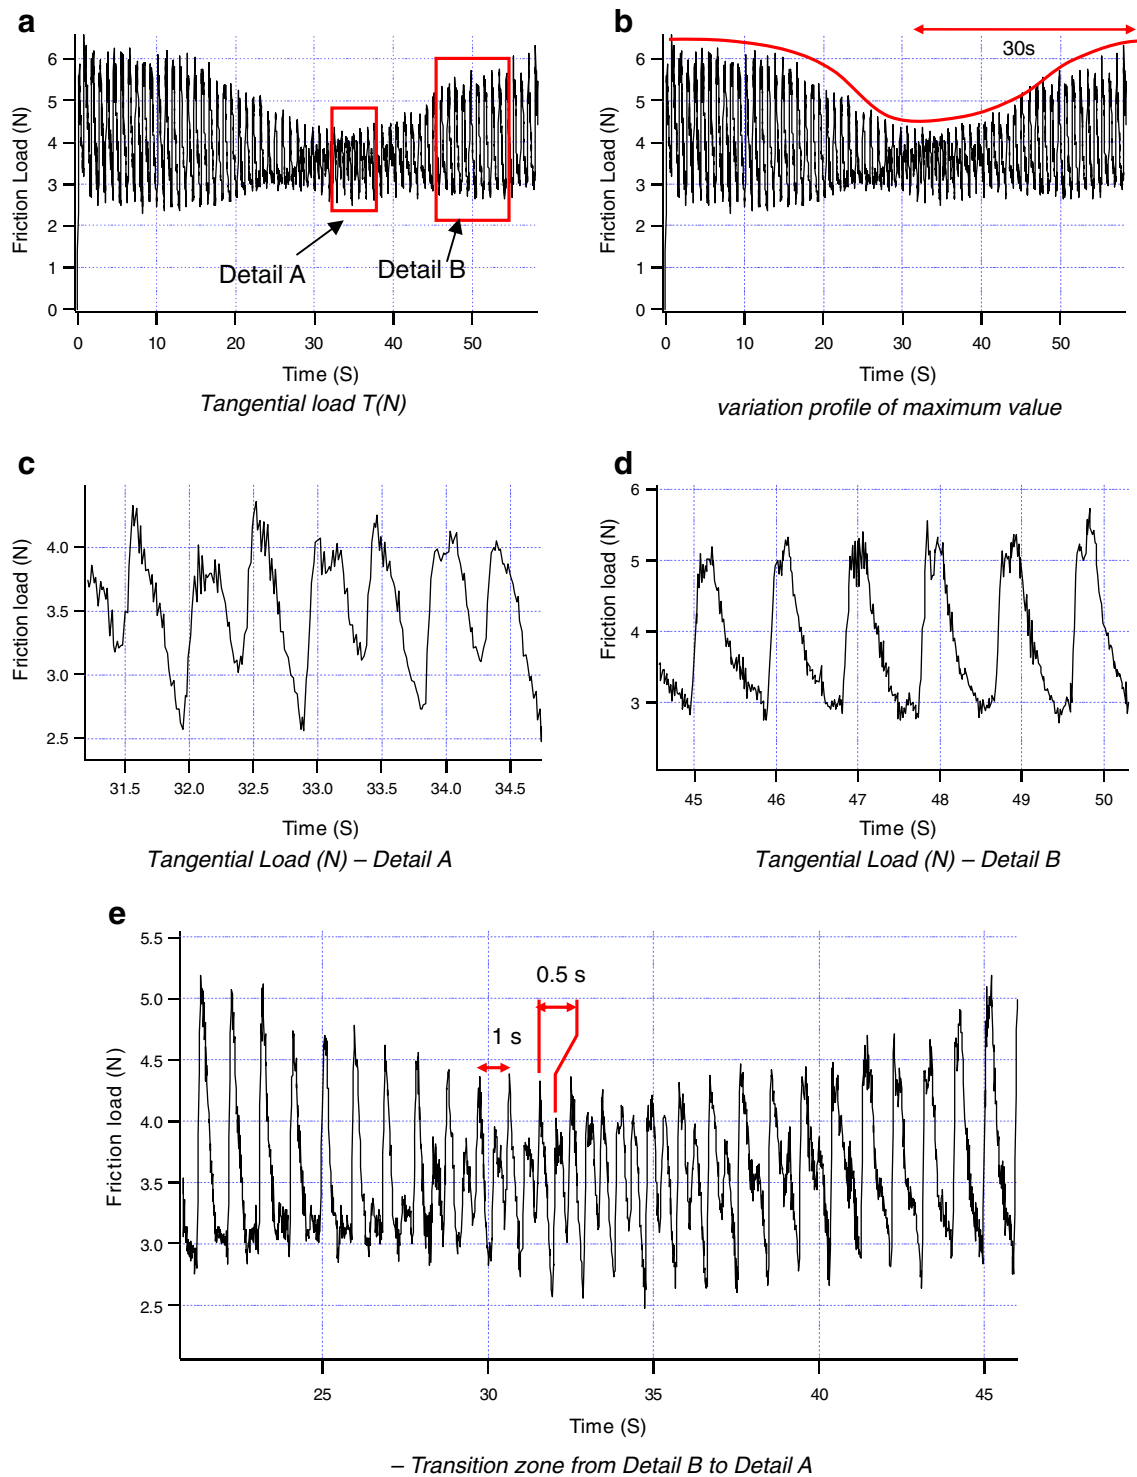 a
Friction Load (N)
6
5
4
3
2
1
0
Detail A
Detail B
0 10 20 30 40 50
Time (S)
Tangential load T(N)
b
30s
Friction Load (N)
6
5
4
3
2
1
0
0 10 20 30 40 50
Time (S)
variation profile of maximum value
c
Friction load (N)
4.0
3.5
3.0
2.5
31.5 32.0 32.5 33.0 33.5 34.0 34.5
Time (S)
Tangential Load (N) – Detail A
d
Friction load (N)
6
5
4
3
45 46 47 48 49 50
Time (S)
Tangential Load (N) – Detail B
e
Friction load (N)
5.5
5.0
4.5
4.0
3.5
3.0
2.5
0.5 s
1 s
25 30 35 40 45
Time (S)
– Transition zone from Detail B to Detail A